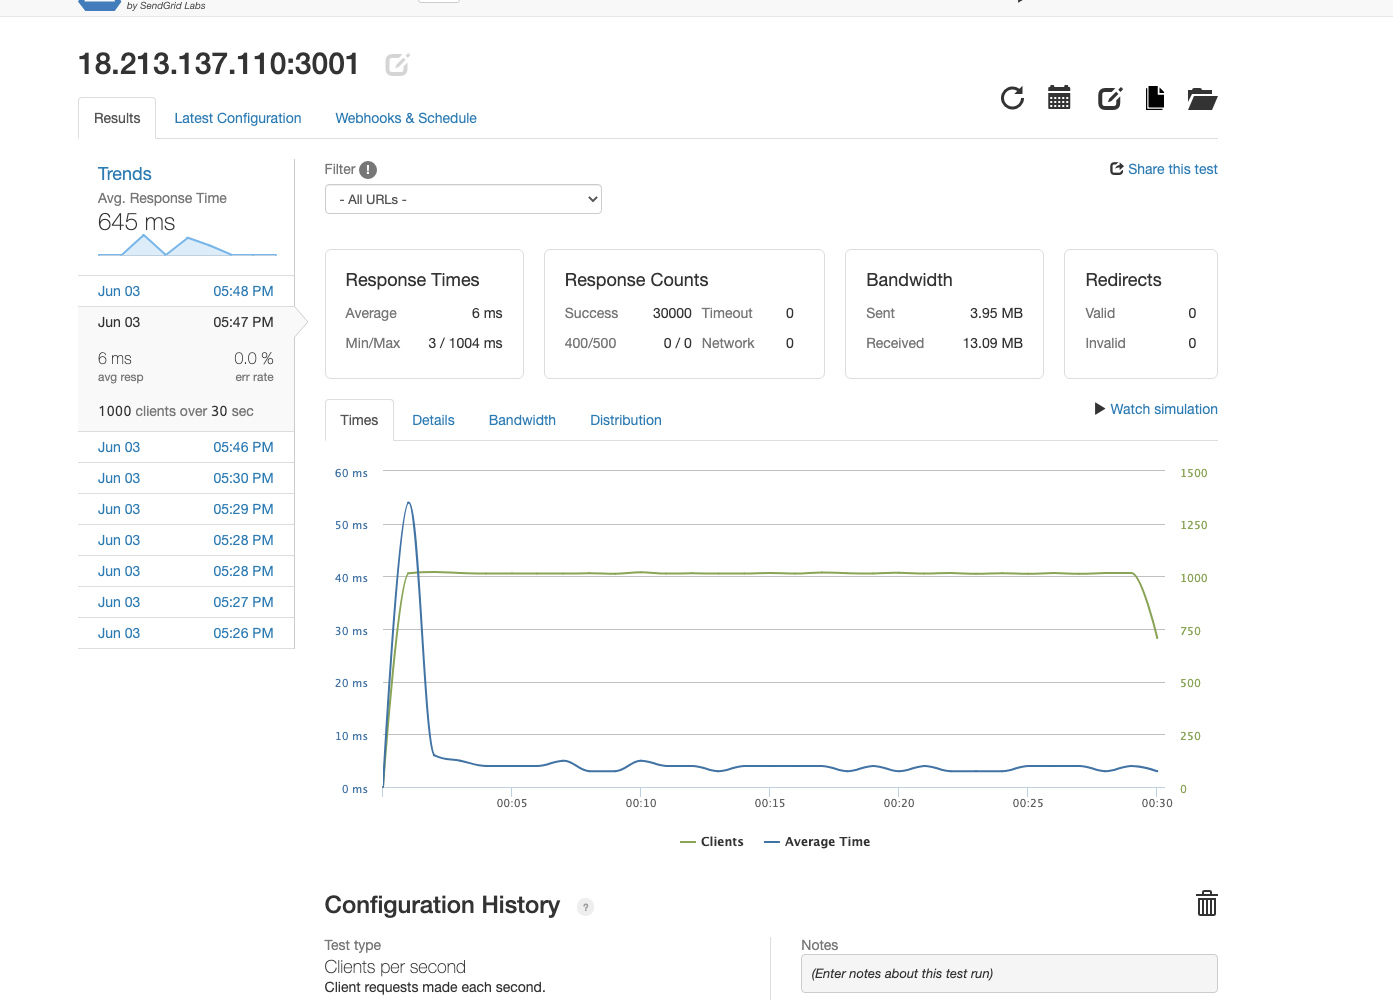 by SendGrid Labs
18.213.137.110:3001
Results Latest Configuration Webhooks & Schedule
Trends
Avg. Response Time
645 ms
Jun 03 05:48 PM
Jun 03 05:47 PM
6 ms 0.0 %
avg resp err rate
1000 clients over 30 sec
Jun 03 05:46 PM
Jun 03 05:30 PM
Jun 03 05:29 PM
Jun 03 05:28 PM
Jun 03 05:28 PM
Jun 03 05:27 PM
Jun 03 05:26 PM
Filter !
Share this test
- All URLs -
Response Times
Average 6 ms
Min/Max 3 / 1004 ms
Response Counts
Success 30000 Timeout 0
400/500 0 / 0 Network 0
Bandwidth
Sent 3.95 MB
Received 13.09 MB
Redirects
Valid 0
Invalid 0
Times Details Bandwidth Distribution
Watch simulation
60 ms 1500
50 ms 1250
40 ms 1000
30 ms 750
20 ms 500
10 ms 250
0 ms 0
00:05 00:10 00:15 00:20 00:25 00:30
Clients Average Time
Configuration History ?
Test type
Clients per second
Client requests made each second.
Notes
(Enter notes about this test run)